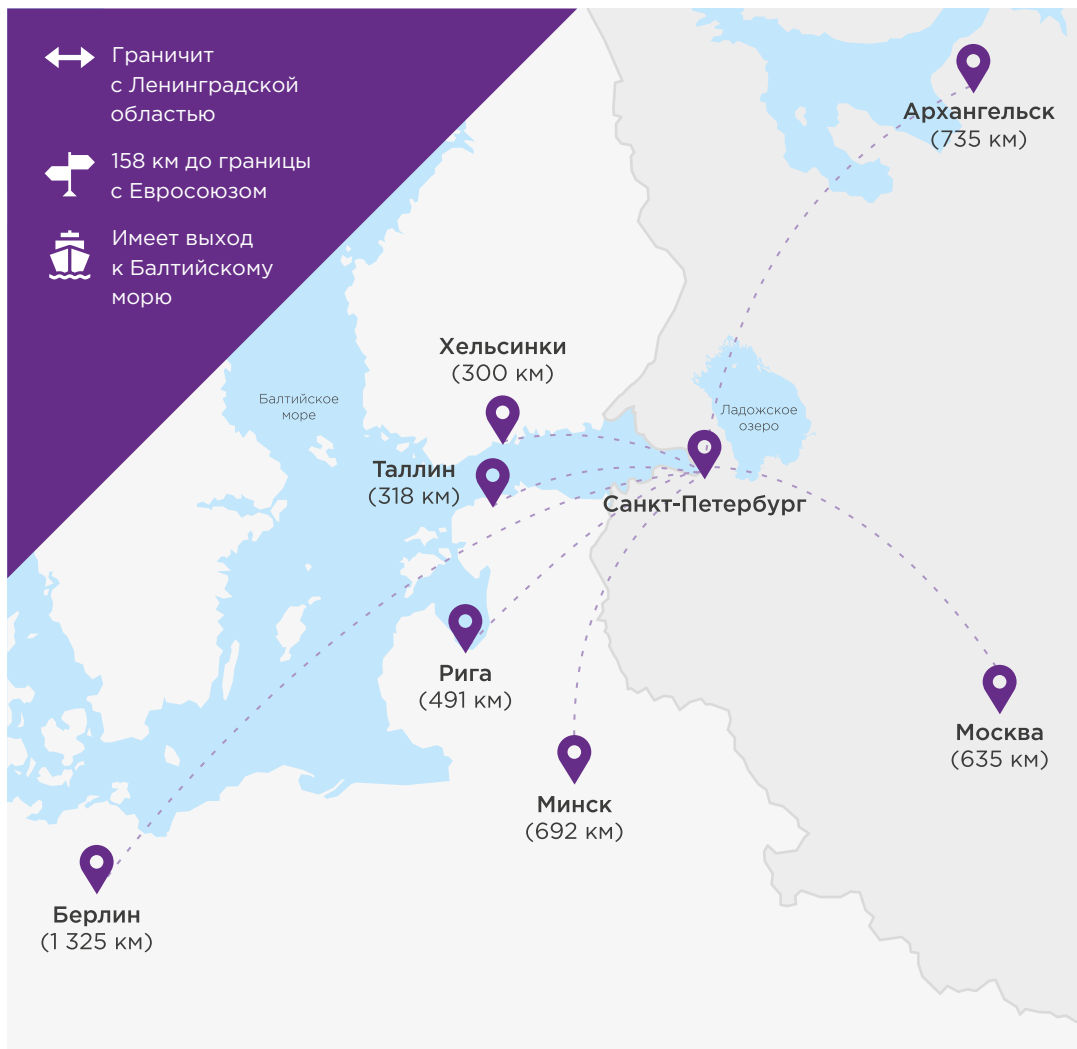 Граничит
с Ленинградской
областью
158 км до границы
с Евросоюзом
Имеет выход
к Балтийскому
морю
Архангельск
(735 км)
Хельсинки
(300 км)
Балтийское
море
Ладожское
озеро
Таллин
(318 км)
Санкт-Петербург
Рига
(491 км)
Москва
(635 км)
Минск
(692 км)
Берлин
(1 325 км)